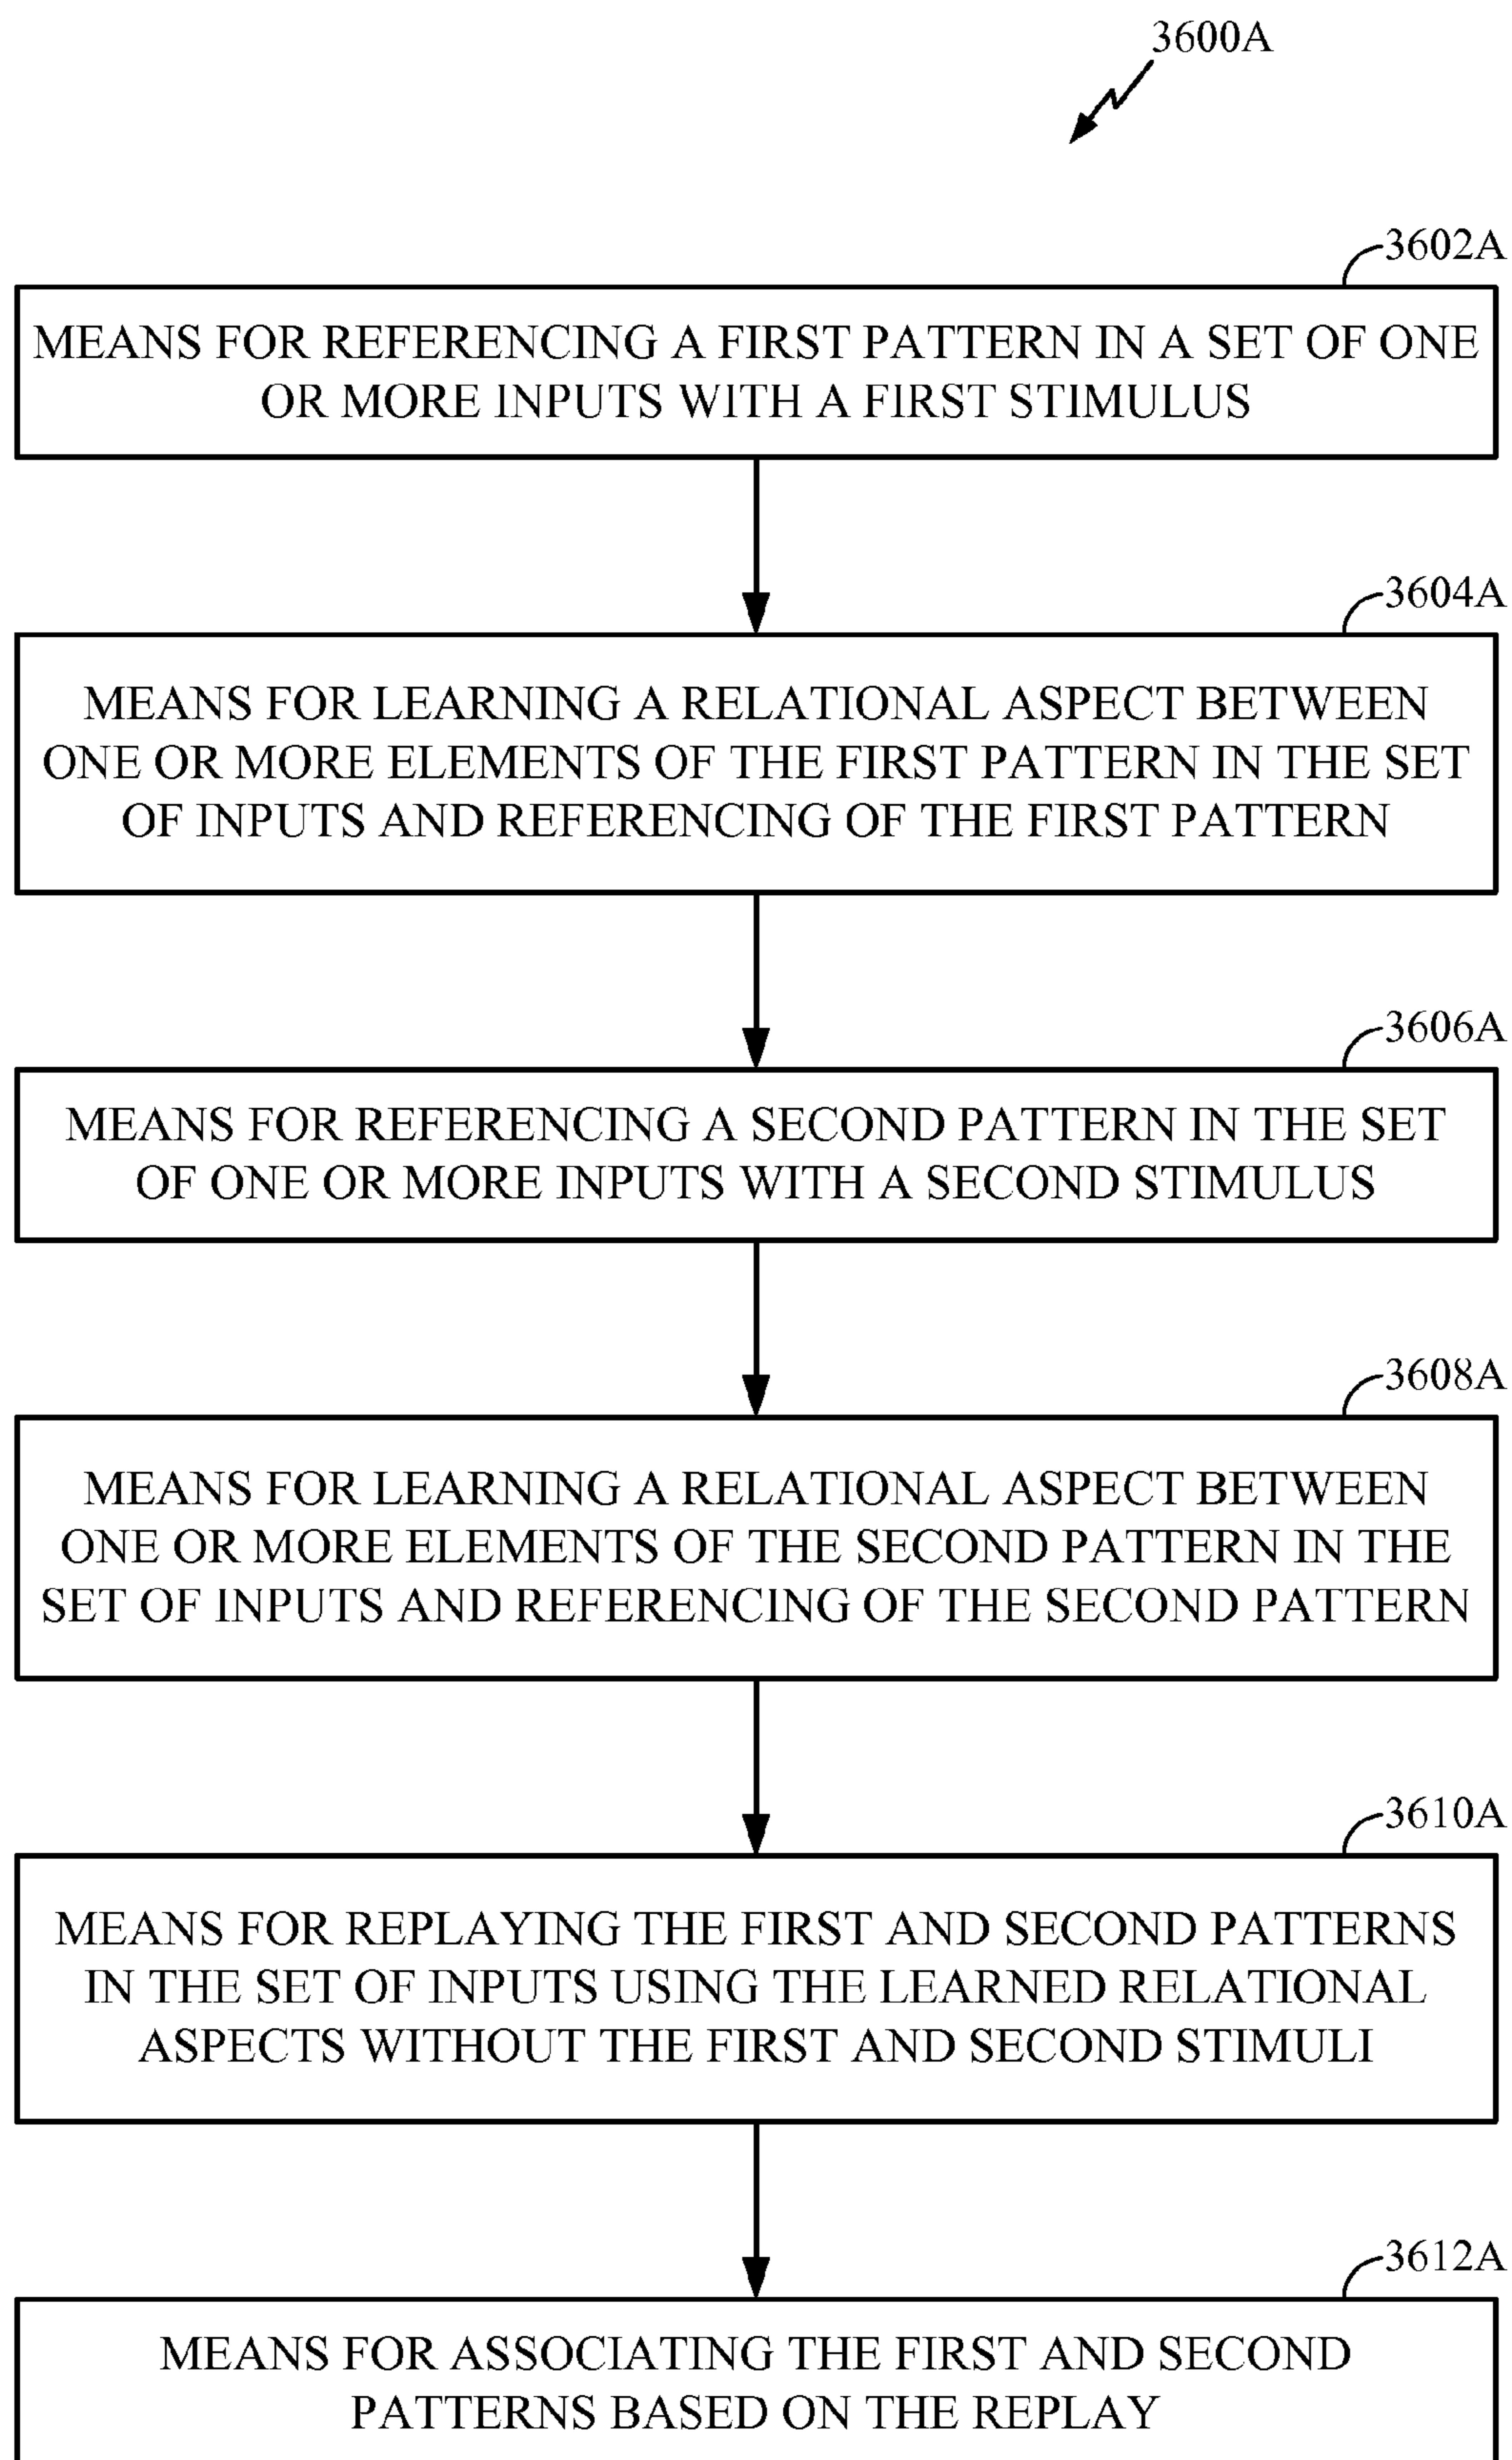 3600A
3602A
MEANS FOR REFERENCING A FIRST PATTERN IN A SET OF ONE
OR MORE INPUTS WITH A FIRST STIMULUS
3604A
MEANS FOR LEARNING A RELATIONAL ASPECT BETWEEN
ONE OR MORE ELEMENTS OF THE FIRST PATTERN IN THE SET
OF INPUTS AND REFERENCING OF THE FIRST PATTERN
3606A
MEANS FOR REFERENCING A SECOND PATTERN IN THE SET
OF ONE OR MORE INPUTS WITH A SECOND STIMULUS
3608A
MEANS FOR LEARNING A RELATIONAL ASPECT BETWEEN
ONE OR MORE ELEMENTS OF THE SECOND PATTERN IN THE
SET OF INPUTS AND REFERENCING OF THE SECOND PATTERN
3610A
MEANS FOR REPLAYING THE FIRST AND SECOND PATTERNS
IN THE SET OF INPUTS USING THE LEARNED RELATIONAL
ASPECTS WITHOUT THE FIRST AND SECOND STIMULI
3612A
MEANS FOR ASSOCIATING THE FIRST AND SECOND
PATTERNS BASED ON THE REPLAY